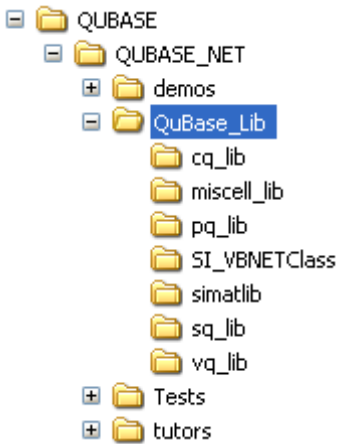 QUBASE
QUBASE_NET
demos
QuBase_Lib
cq_lib
miscell_lib
pq_lib
SI_VBNETClass
simatlib
sq_lib
vq_lib
Tests
tutors